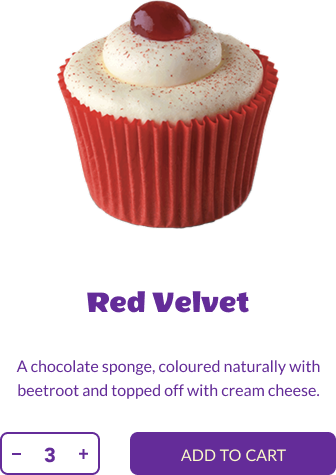 Red Velvet
A chocolate sponge, coloured naturally with
beetroot and topped off with cream cheese.
− 3 + ADD TO CART